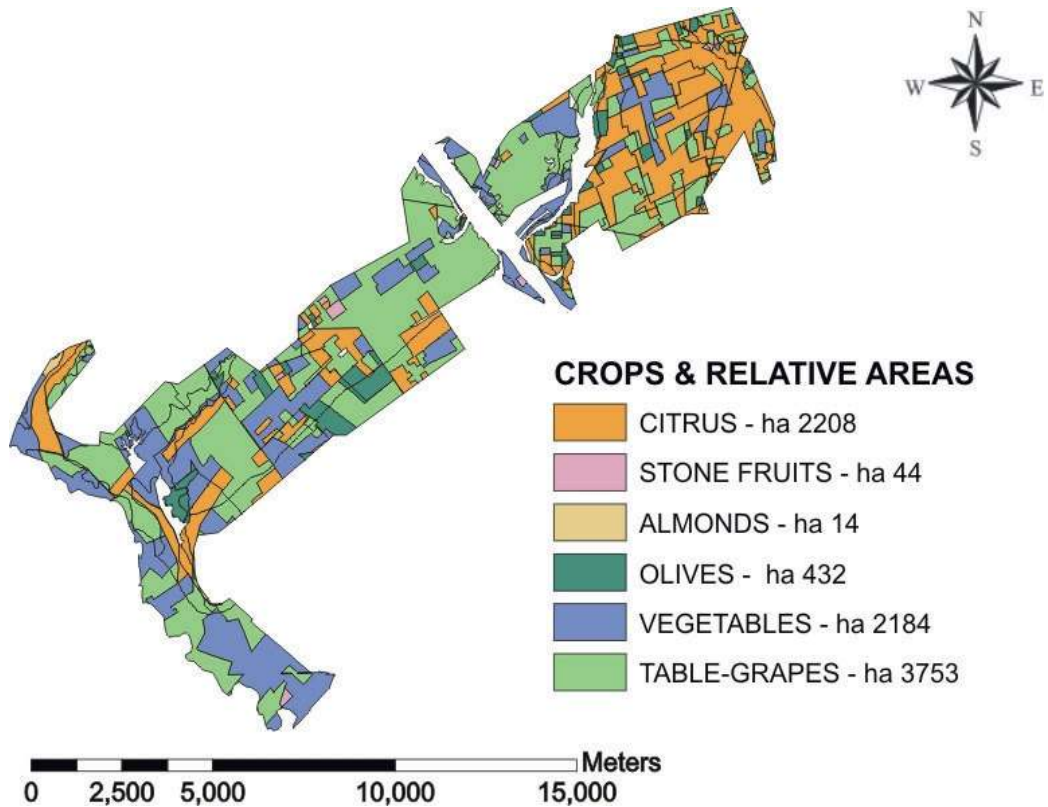 N
W E
S
CROPS & RELATIVE AREAS
CITRUS - ha 2208
STONE FRUITS - ha 44
ALMONDS - ha 14
OLIVES - ha 432
VEGETABLES - ha 2184
TABLE-GRAPES - ha 3753
Meters
0 2,500 5,000 10,000 15,000